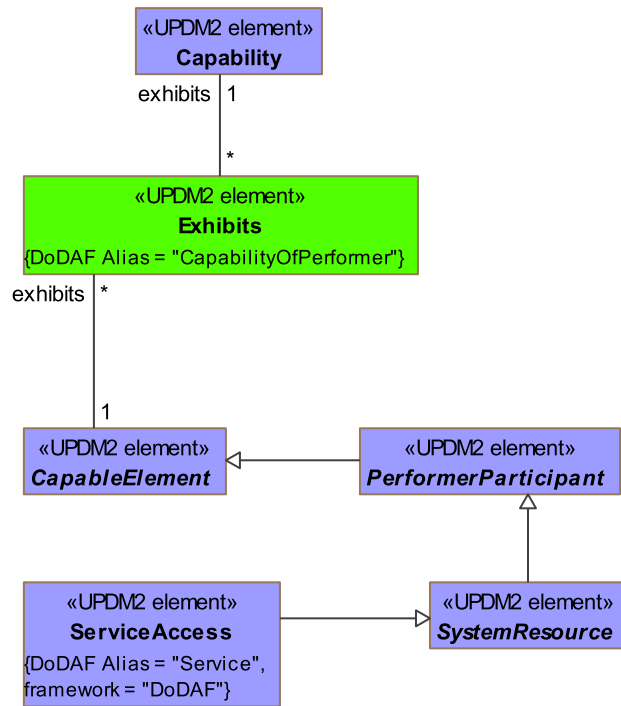 «UPDM2 element»
Capability
exhibits 1
*
«UPDM2 element»
Exhibits
{DoDAF Alias = "CapabilityOfPerformer"}
exhibits *
1
«UPDM2 element»
CapableElement
«UPDM2 element»
PerformerParticipant
«UPDM2 element»
ServiceAccess
{DoDAF Alias = "Service",
framework = "DoDAF"}
«UPDM2 element»
SystemResource